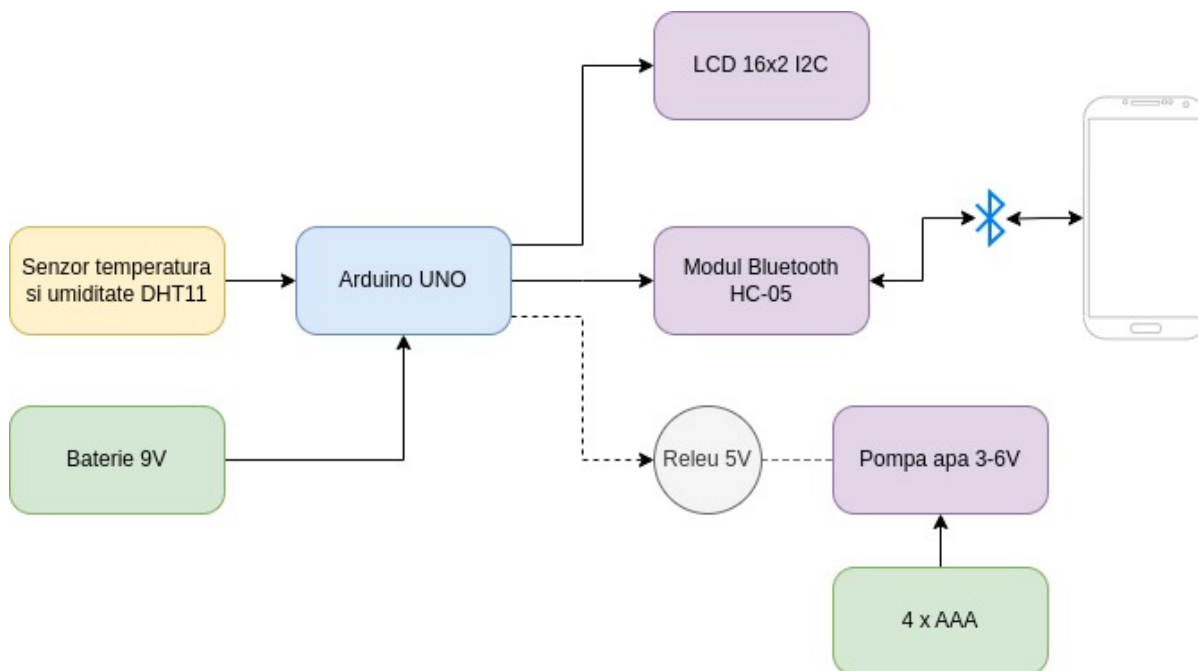 LCD 16x2 I2C
Senzor temperatura
si umiditate DHT11
Arduino UNO
Modul Bluetooth
HC-05
Baterie 9V
Releu 5V
Pompa apa 3-6V
4 x AAA